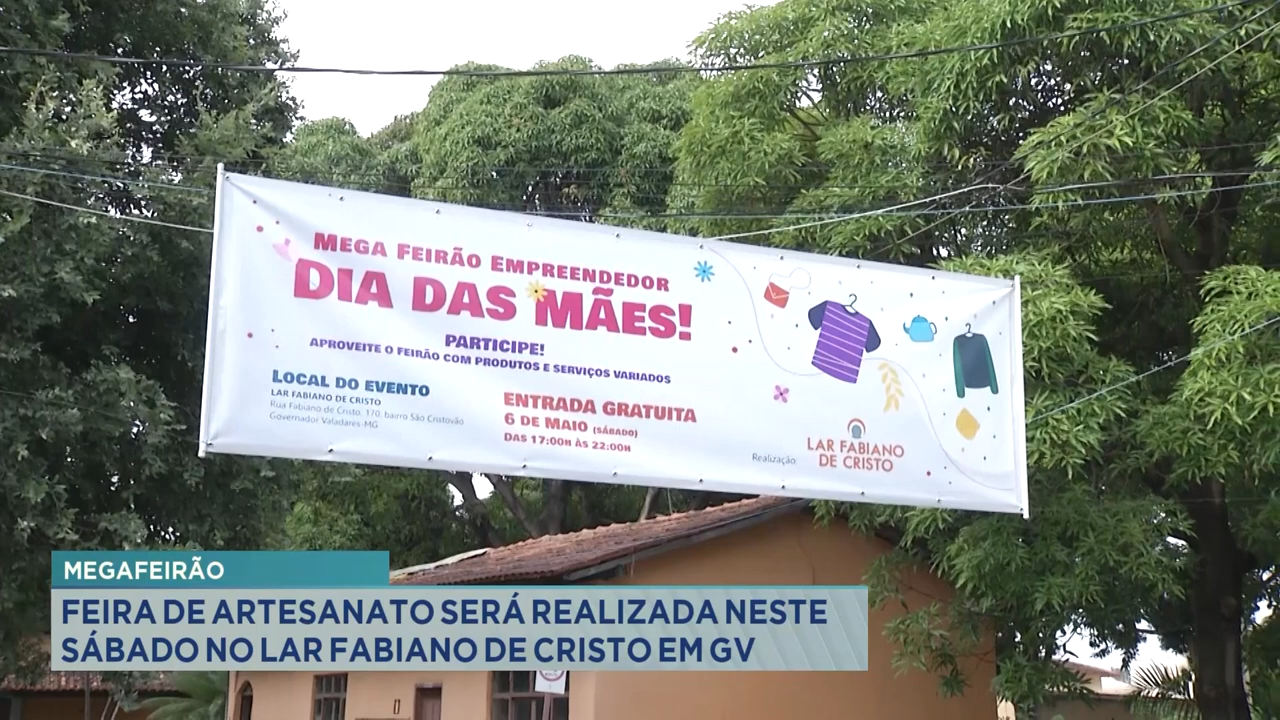 MEGA FEIRÃO EMPREENDEDOR
DIA DAS MÃES!
PARTICIPE!
APROVEITE O FEIRÃO COM PRODUTOS E SERVIÇOS VARIADOS
LOCAL DO EVENTO
LAR FABIANO DE CRISTO
Rua Fabiano de Cristo, 170, bairro São Cristovão
Governador Valadares-MG
ENTRADA GRATUITA
6 DE MAIO (SÁBADO)
DAS 17:00H ÀS 22:00H
Realização:
LAR FABIANO
DE CRISTO
MEGAFEIRÃO
FEIRA DE ARTESANATO SERÁ REALIZADA NESTE
SÁBADO NO LAR FABIANO DE CRISTO EM GV